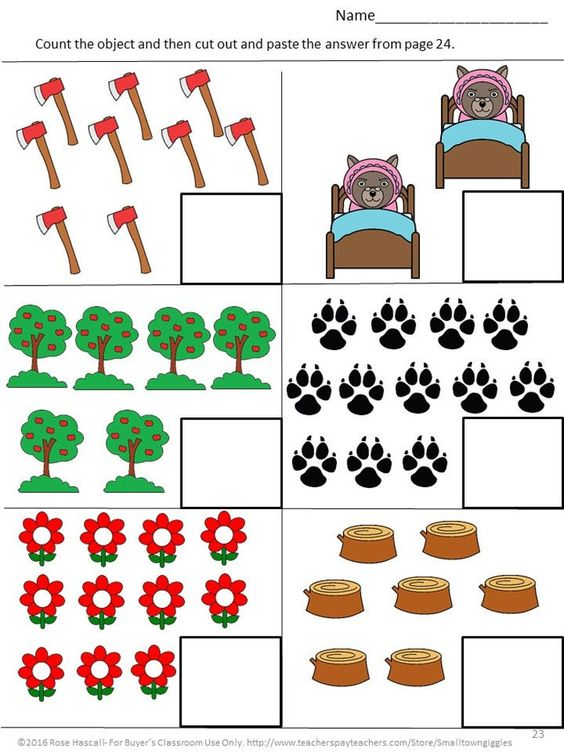 Name____________________
Count the object and then cut out and paste the answer from page 24.
23
©2016 Rose Hascall- For Buyer's Classroom Use Only. http://www.teacherspayteachers.com/Store/Smalltowngiggles